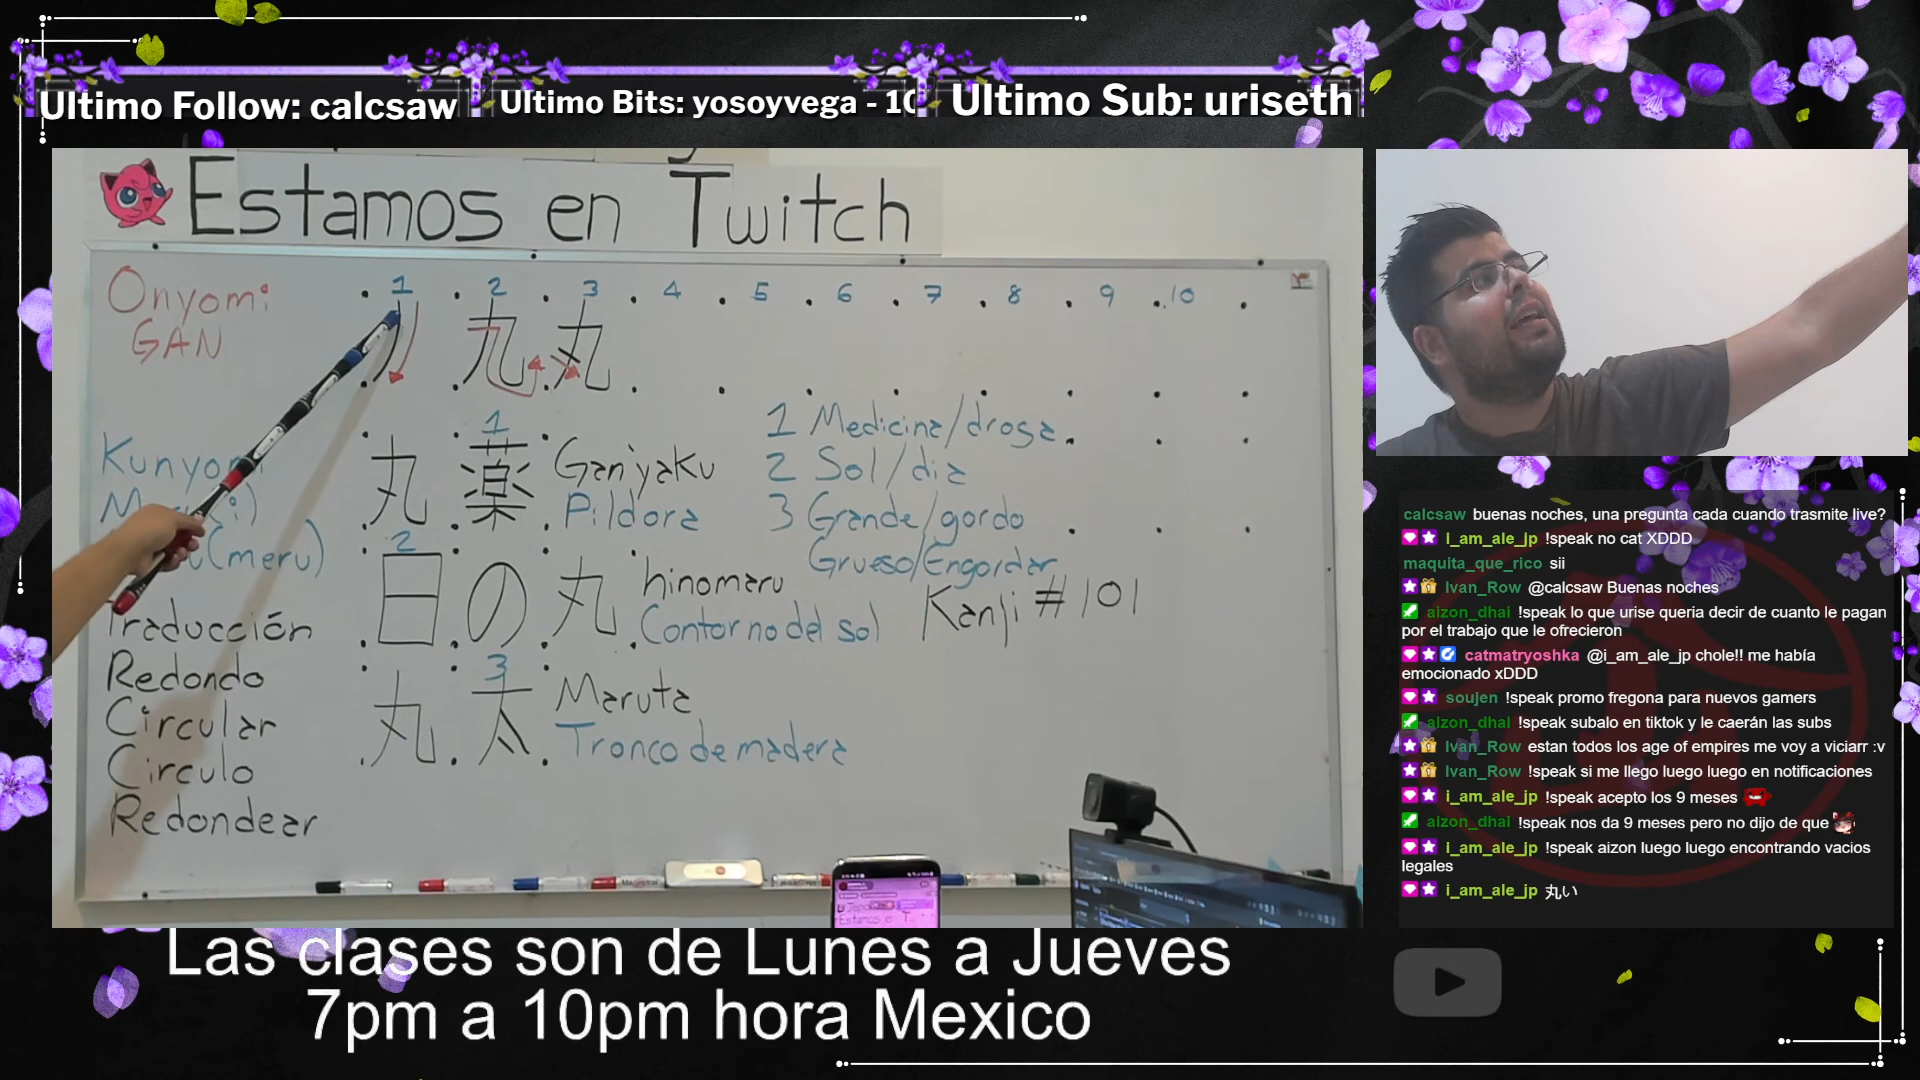 Ultimo Follow: calcsaw
Ultimo Bits: yosoyvega - 10
Ultimo Sub: uriseth
Estamos en Twitch
Onyomi
GAN
1 2 3 4 5 6 7 8 9 10
丸 丸
Kunyomi
(meru)
Traducción
Redondo
Circular
Circulo
Redondear
1
丸薬 Gan'yaku
Pildora
2
日の丸 hinomaru
Contorno del sol
3
丸太 Maruta
Tronco de madera
1 Medicina/droga
2 Sol/dia
3 Grande/gordo
Grueso/Engordar
Kanji #101
calcsaw buenas noches, una pregunta cada cuando trasmite live?
i_am_ale_jp !speak no cat XDDD
maquita_que_rico sii
Ivan_Row @calcsaw Buenas noches
aizon_dhai !speak lo que urise queria decir de cuanto le pagan
por el trabajo que le ofrecieron
catmatryoshka @i_am_ale_jp chole!! me había
emocionado xDDD
soujen !speak promo fregona para nuevos gamers
aizon_dhai !speak subalo en tiktok y le caerán las subs
Ivan_Row estan todos los age of empires me voy a viciarr :v
Ivan_Row !speak si me llego luego luego en notificaciones
i_am_ale_jp !speak acepto los 9 meses
aizon_dhai !speak nos da 9 meses pero no dijo de que
i_am_ale_jp !speak aizon luego luego encontrando vacios
legales
i_am_ale_jp 丸い
Las clases son de Lunes a Jueves
7pm a 10pm hora Mexico